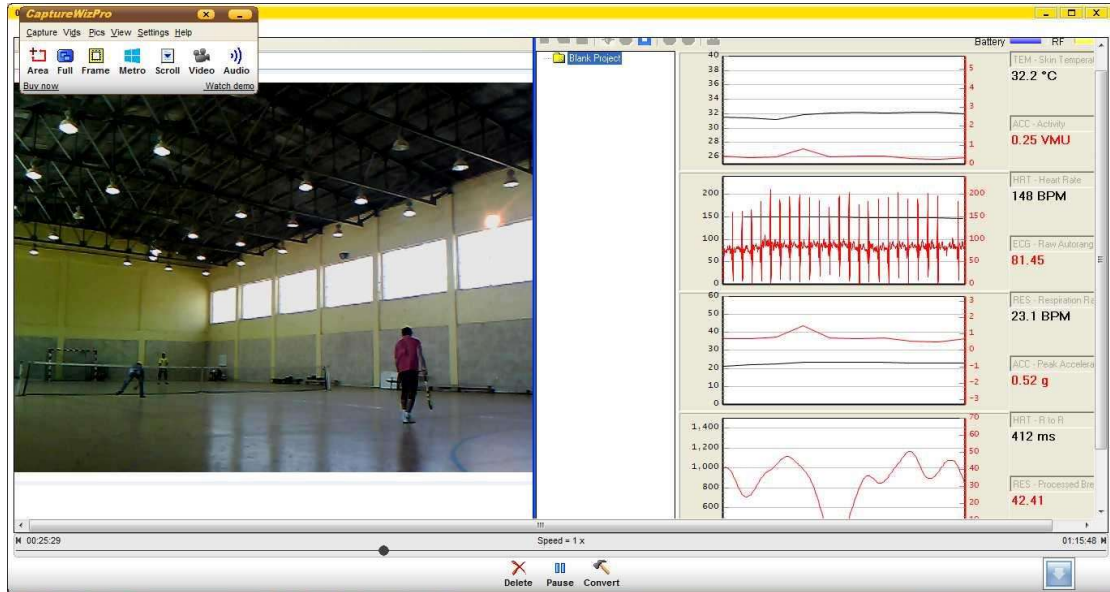 CaptureWizPro
Capture Vids Pics View Settings Help
Area Full Frame Metro Scroll Video Audio
Buy now Watch demo
Blank Project
Battery RF
40
38
36
34
32
30
28
26
5
4
3
2
1
0
TEM - Skin Temperat
32.2 °C
ACC - Activity
0.25 VMU
200
150
100
50
0
200
150
100
50
0
HRT - Heart Rate
148 BPM
ECG - Raw Autorang
81.45
60
50
40
30
20
10
0
3
2
1
0
-1
-2
-3
RES - Respiration Ra
23.1 BPM
ACC - Peak Accelera
0.52 g
1,400
1,200
1,000
800
600
70
60
50
40
30
20
10
HRT - R to R
412 ms
RES - Processed Bre
42.41
00:25:29 Speed = 1 x 01:15:48
Delete Pause Convert